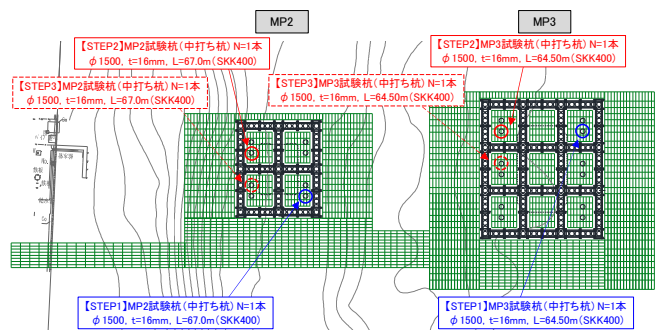 MP2
MP3
【STEP2】MP2試験杭(中打ち杭) N=1本
φ1500, t=16mm, L=67.0m(SKK400)
【STEP3】MP2試験杭(中打ち杭) N=1本
φ1500, t=16mm, L=67.0m(SKK400)
【STEP2】MP3試験杭(中打ち杭) N=1本
φ1500, t=16mm, L=64.50m(SKK400)
【STEP3】MP3試験杭(中打ち杭) N=1本
φ1500, t=16mm, L=64.50m(SKK400)
【STEP1】MP2試験杭(中打ち杭) N=1本
φ1500, t=16mm, L=67.0m(SKK400)
【STEP1】MP3試験杭(中打ち杭) N=1本
φ1500, t=16mm, L=64.50m(SKK400)